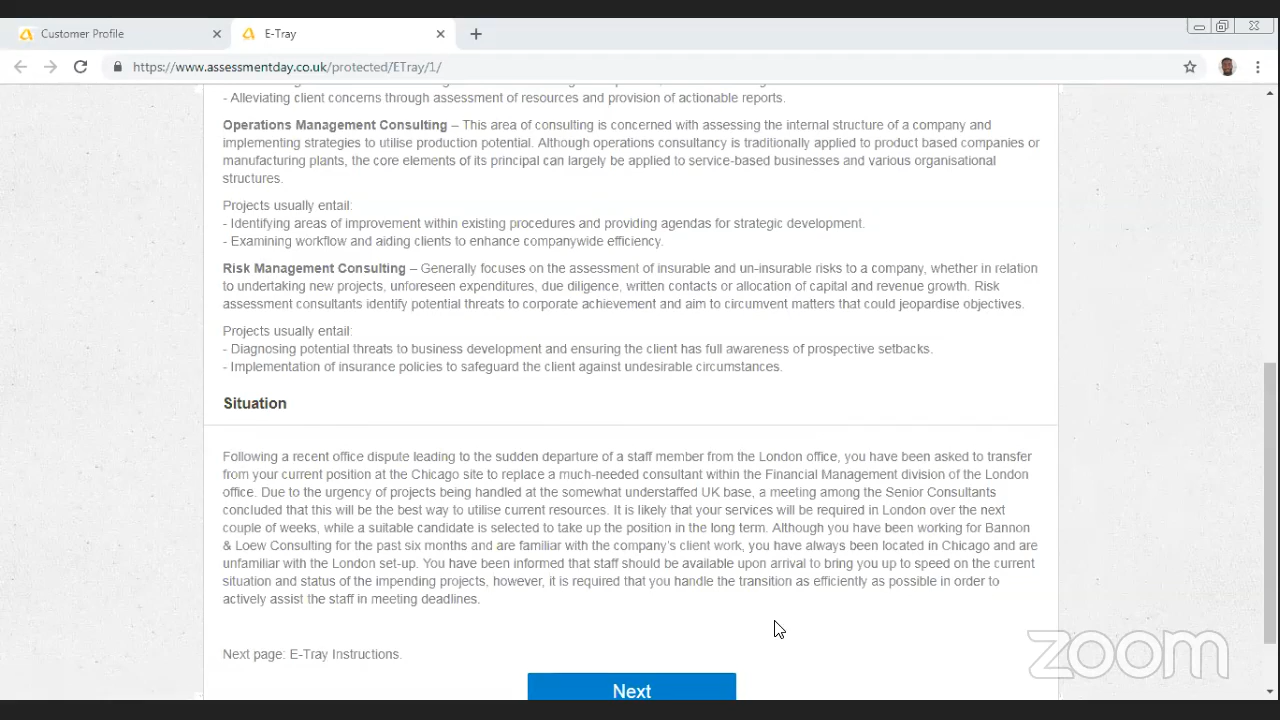 Customer Profile
E-Tray
https://www.assessmentday.co.uk/protected/ETray/1/
- Alleviating client concerns through assessment of resources and provision of actionable reports.
Operations Management Consulting – This area of consulting is concerned with assessing the internal structure of a company and
implementing strategies to utilise production potential. Although operations consultancy is traditionally applied to product based companies or
manufacturing plants, the core elements of its principal can largely be applied to service-based businesses and various organisational
structures.
Projects usually entail:
- Identifying areas of improvement within existing procedures and providing agendas for strategic development.
- Examining workflow and aiding clients to enhance companywide efficiency.
Risk Management Consulting – Generally focuses on the assessment of insurable and un-insurable risks to a company, whether in relation
to undertaking new projects, unforeseen expenditures, due diligence, written contacts or allocation of capital and revenue growth. Risk
assessment consultants identify potential threats to corporate achievement and aim to circumvent matters that could jeopardise objectives.
Projects usually entail:
- Diagnosing potential threats to business development and ensuring the client has full awareness of prospective setbacks.
- Implementation of insurance policies to safeguard the client against undesirable circumstances.
Situation
Following a recent office dispute leading to the sudden departure of a staff member from the London office, you have been asked to transfer
from your current position at the Chicago site to replace a much-needed consultant within the Financial Management division of the London
office. Due to the urgency of projects being handled at the somewhat understaffed UK base, a meeting among the Senior Consultants
concluded that this will be the best way to utilise current resources. It is likely that your services will be required in London over the next
couple of weeks, while a suitable candidate is selected to take up the position in the long term. Although you have been working for Bannon
& Loew Consulting for the past six months and are familiar with the company's client work, you have always been located in Chicago and are
unfamiliar with the London set-up. You have been informed that staff should be available upon arrival to bring you up to speed on the current
situation and status of the impending projects, however, it is required that you handle the transition as efficiently as possible in order to
actively assist the staff in meeting deadlines.
Next page: E-Tray Instructions.
Next
zoom